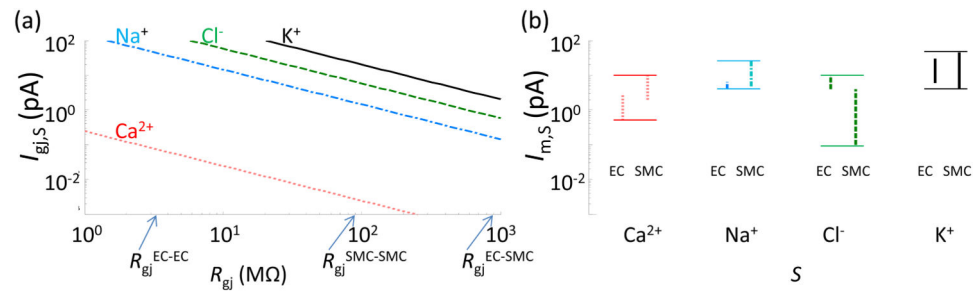 (a)
Na⁺
Cl⁻
K⁺
Ca²⁺
10²
10⁰
10⁻²
I_gj,S (pA)
10⁰
10¹
10²
10³
R_gj^EC-EC
R_gj (MΩ)
R_gj^SMC-SMC
R_gj^EC-SMC
(b)
10²
10⁰
10⁻²
I_m,S (pA)
EC SMC
EC SMC
EC SMC
EC SMC
Ca²⁺
Na⁺
Cl⁻
K⁺
S